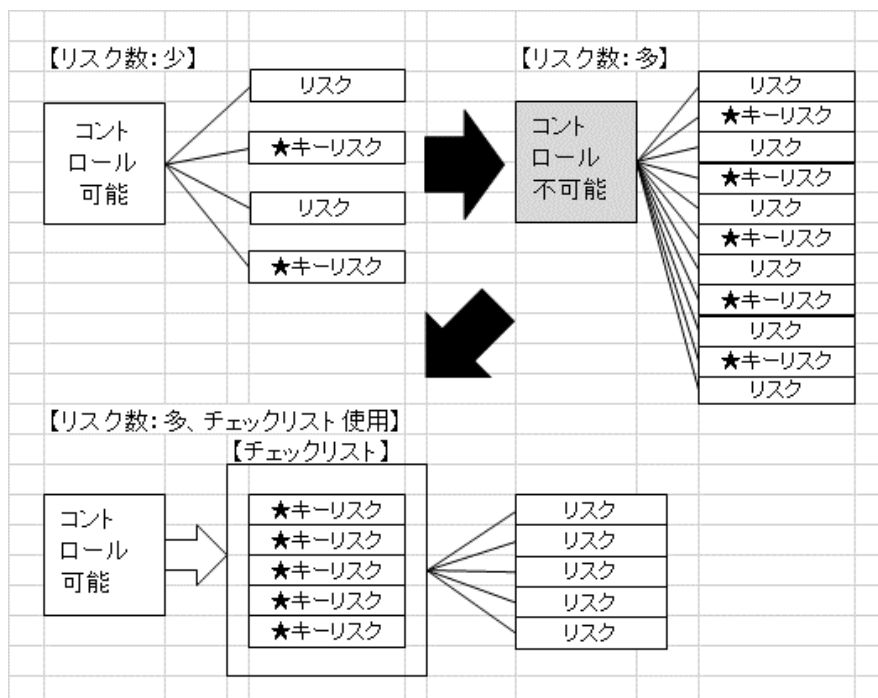 【リスク数：少】
リスク
コント
ロール
可能
★キーリスク
リスク
★キーリスク
【リスク数：多】
コント
ロール
不可能
リスク
★キーリスク
リスク
★キーリスク
リスク
★キーリスク
リスク
★キーリスク
リスク
★キーリスク
リスク
【リスク数：多、チェックリスト使用】
【チェックリスト】
コント
ロール
可能
★キーリスク
★キーリスク
★キーリスク
★キーリスク
★キーリスク
リスク
リスク
リスク
リスク
リスク